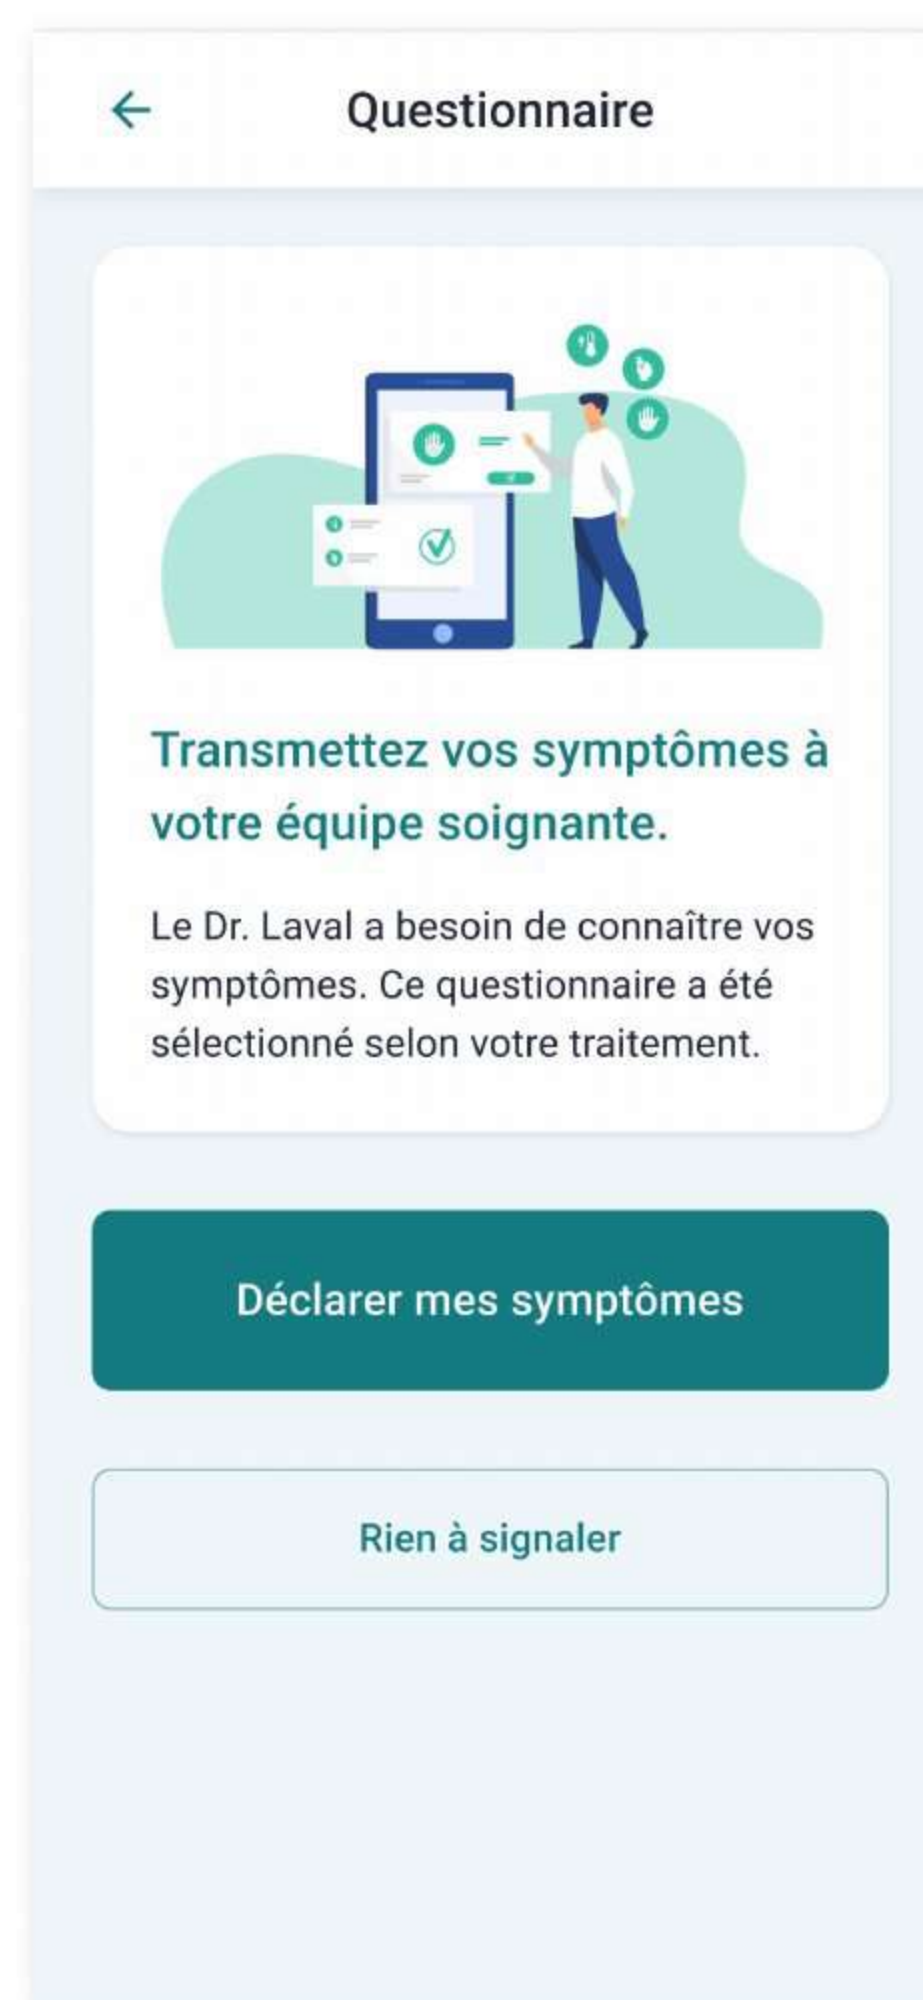 Questionnaire
Transmettez vos symptômes à
votre équipe soignante.
Le Dr. Laval a besoin de connaître vos
symptômes. Ce questionnaire a été
sélectionné selon votre traitement.
Déclarer mes symptômes
Rien à signaler